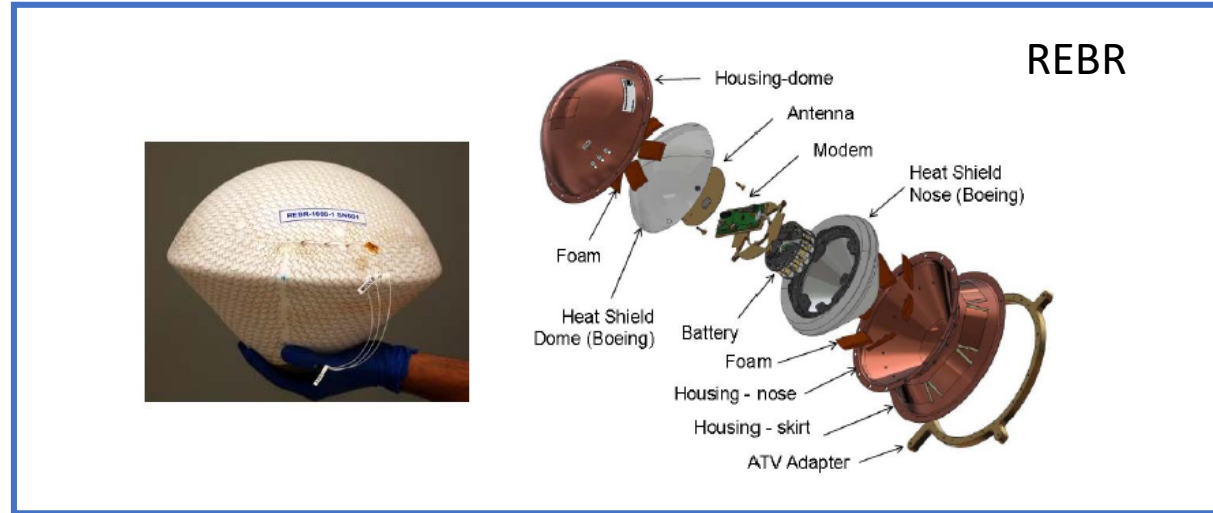 REBR
REBR-1000-1 SN001
Housing-dome
Antenna
Modem
Heat Shield
Nose (Boeing)
Foam
Heat Shield
Dome (Boeing)
Battery
Foam
Housing - nose
Housing - skirt
ATV Adapter